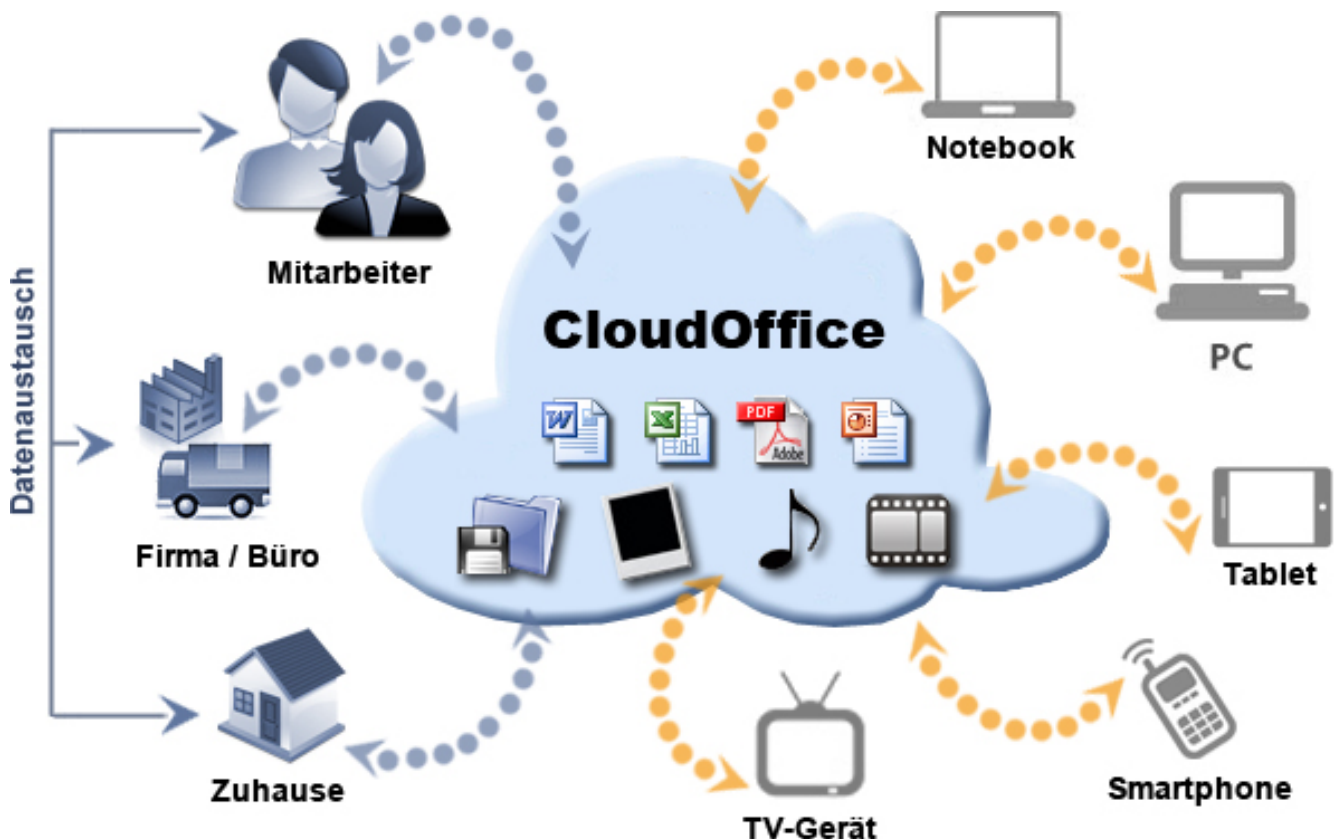 Notebook
Mitarbeiter
CloudOffice
PC
Datenaustausch
W
X
PDF
Adobe
Firma / Büro
Tablet
Zuhause
Smartphone
TV-Gerät